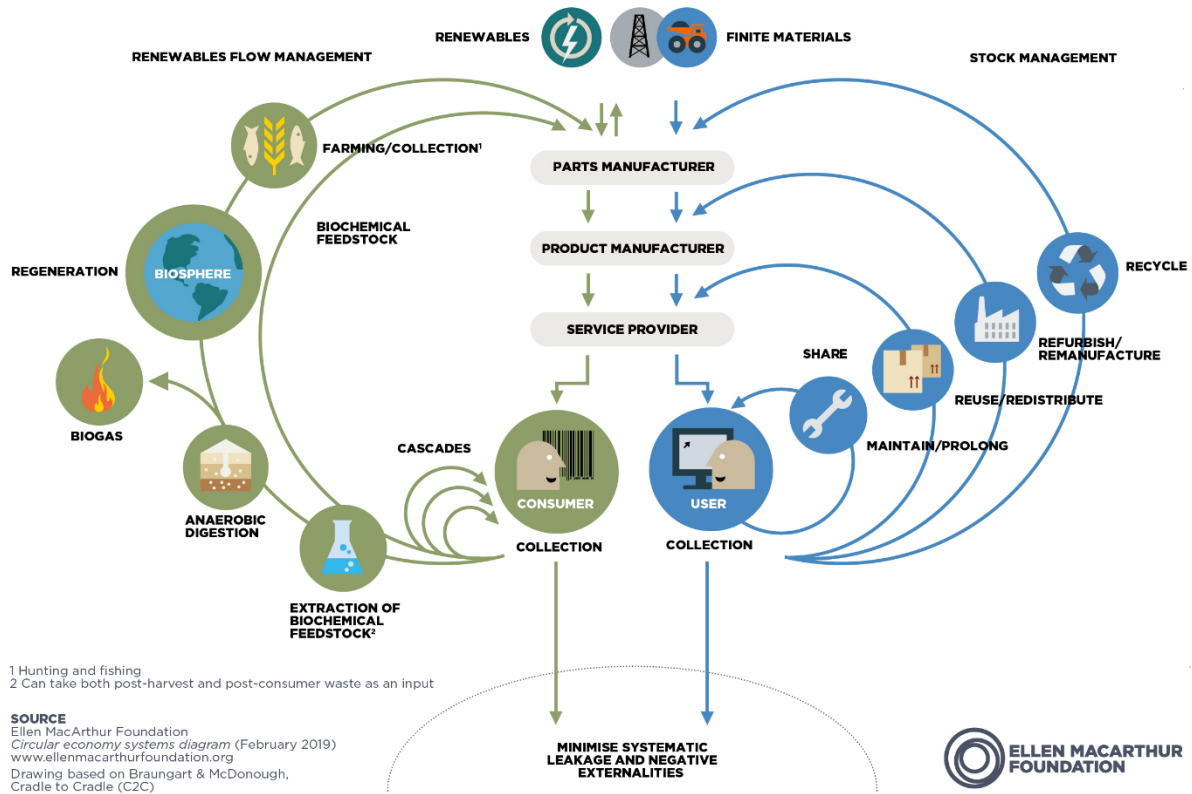 RENEWABLES
FINITE MATERIALS
RENEWABLES FLOW MANAGEMENT
STOCK MANAGEMENT
FARMING/COLLECTION¹
PARTS MANUFACTURER
BIOCHEMICAL
FEEDSTOCK
PRODUCT MANUFACTURER
REGENERATION
BIOSPHERE
RECYCLE
SERVICE PROVIDER
SHARE
REFURBISH/
REMANUFACTURE
REUSE/REDISTRIBUTE
BIOGAS
CASCADES
MAINTAIN/PROLONG
CONSUMER
USER
ANAEROBIC
DIGESTION
COLLECTION
COLLECTION
EXTRACTION OF
BIOCHEMICAL
FEEDSTOCK²
1 Hunting and fishing
2 Can take both post-harvest and post-consumer waste as an input
SOURCE
Ellen MacArthur Foundation
Circular economy systems diagram (February 2019)
www.ellenmacarthurfoundation.org
Drawing based on Braungart & McDonough,
Cradle to Cradle (C2C)
MINIMISE SYSTEMATIC
LEAKAGE AND NEGATIVE
EXTERNALITIES
ELLEN MACARTHUR
FOUNDATION